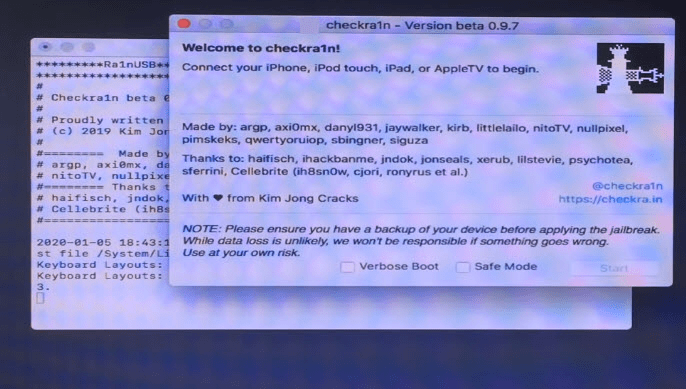 checkra1n - Version beta 0.9.7
Welcome to checkra1n!
Connect your iPhone, iPod touch, iPad, or AppleTV to begin.
Made by: argp, axi0mx, danyl931, jaywalker, kirb, littlelailo, nitoTV, nullpixel,
pimskeks, qwertyoruiop, sbingner, siguza
Thanks to: haifisch, ihackbanme, jndok, jonseals, xerub, lilstevie, psychotea,
sferrini, Cellebrite (ih8sn0w, cjori, ronyrus et al.)
@checkra1n
With ❤ from Kim Jong Cracks
https://checkra.in
NOTE: Please ensure you have a backup of your device before applying the jailbreak.
While data loss is unlikely, we won't be responsible if something goes wrong.
Use at your own risk.
Verbose Boot
Safe Mode
Start
*********Ra1nUSB**
******************
#
# Checkra1n beta 0
#
# Proudly written
# (c) 2019 Kim Jon
#
#======== Made by
# argp, axi0mx, da
# nitoTV, nullpixe
#======== Thanks t
# haifisch, jndok,
# Cellebrite (ih8s
#==================
2020-01-05 18:43:1
st file /System/Li
Keyboard Layouts:
Keyboard Layouts:
3.